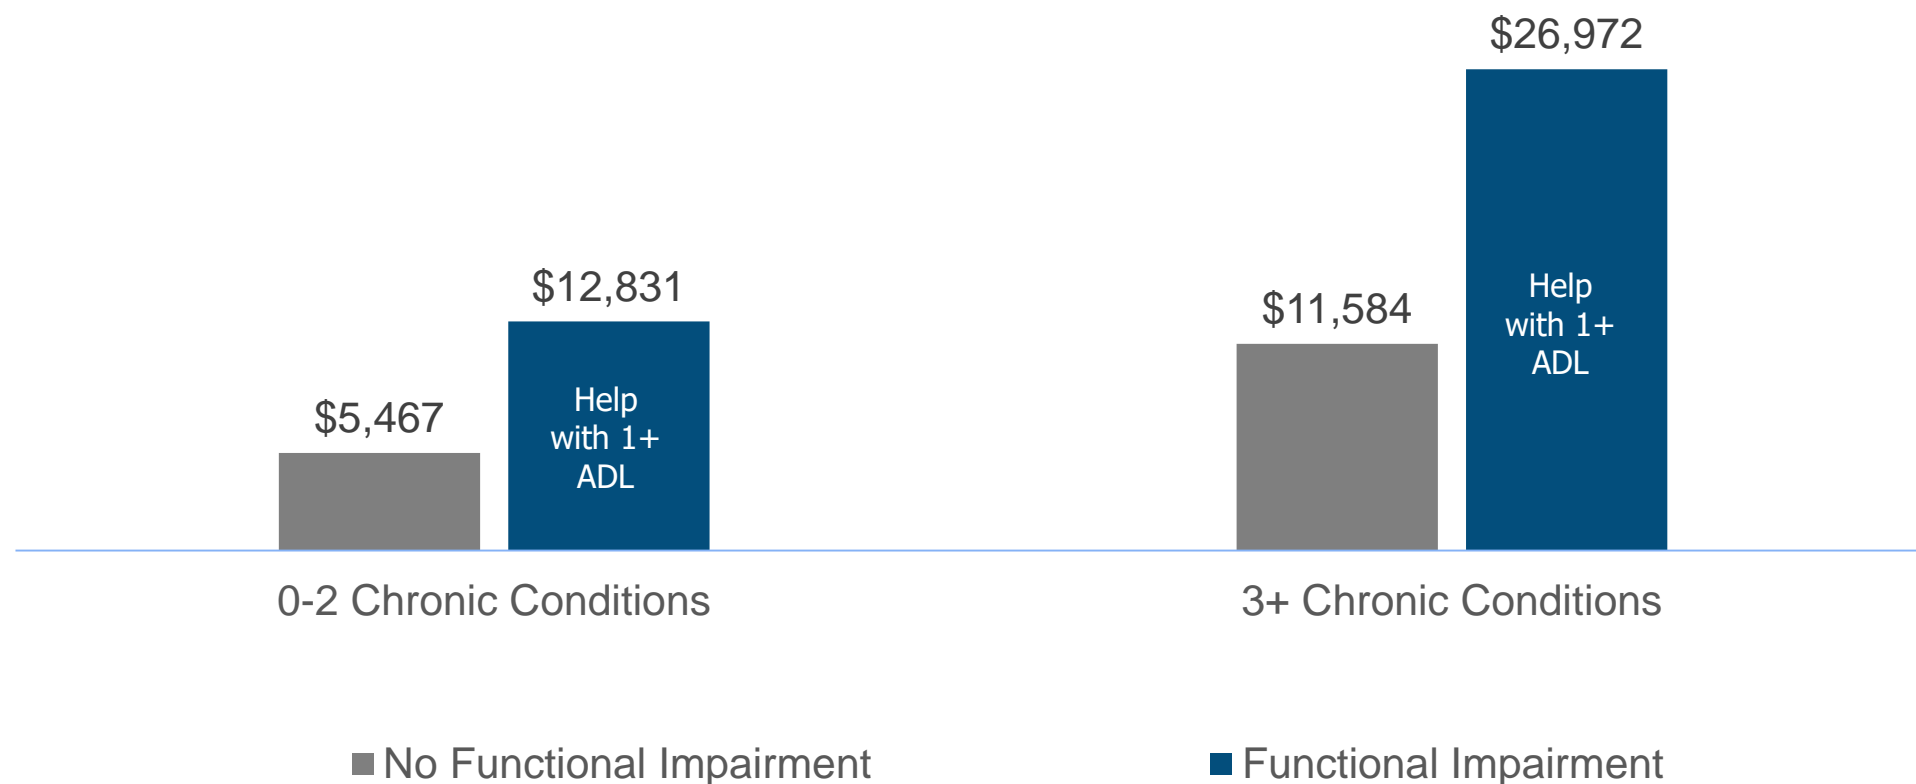 $26,972
$12,831
$11,584
$5,467
Help
with 1+
ADL
Help
with 1+
ADL
0-2 Chronic Conditions
3+ Chronic Conditions
No Functional Impairment
Functional Impairment